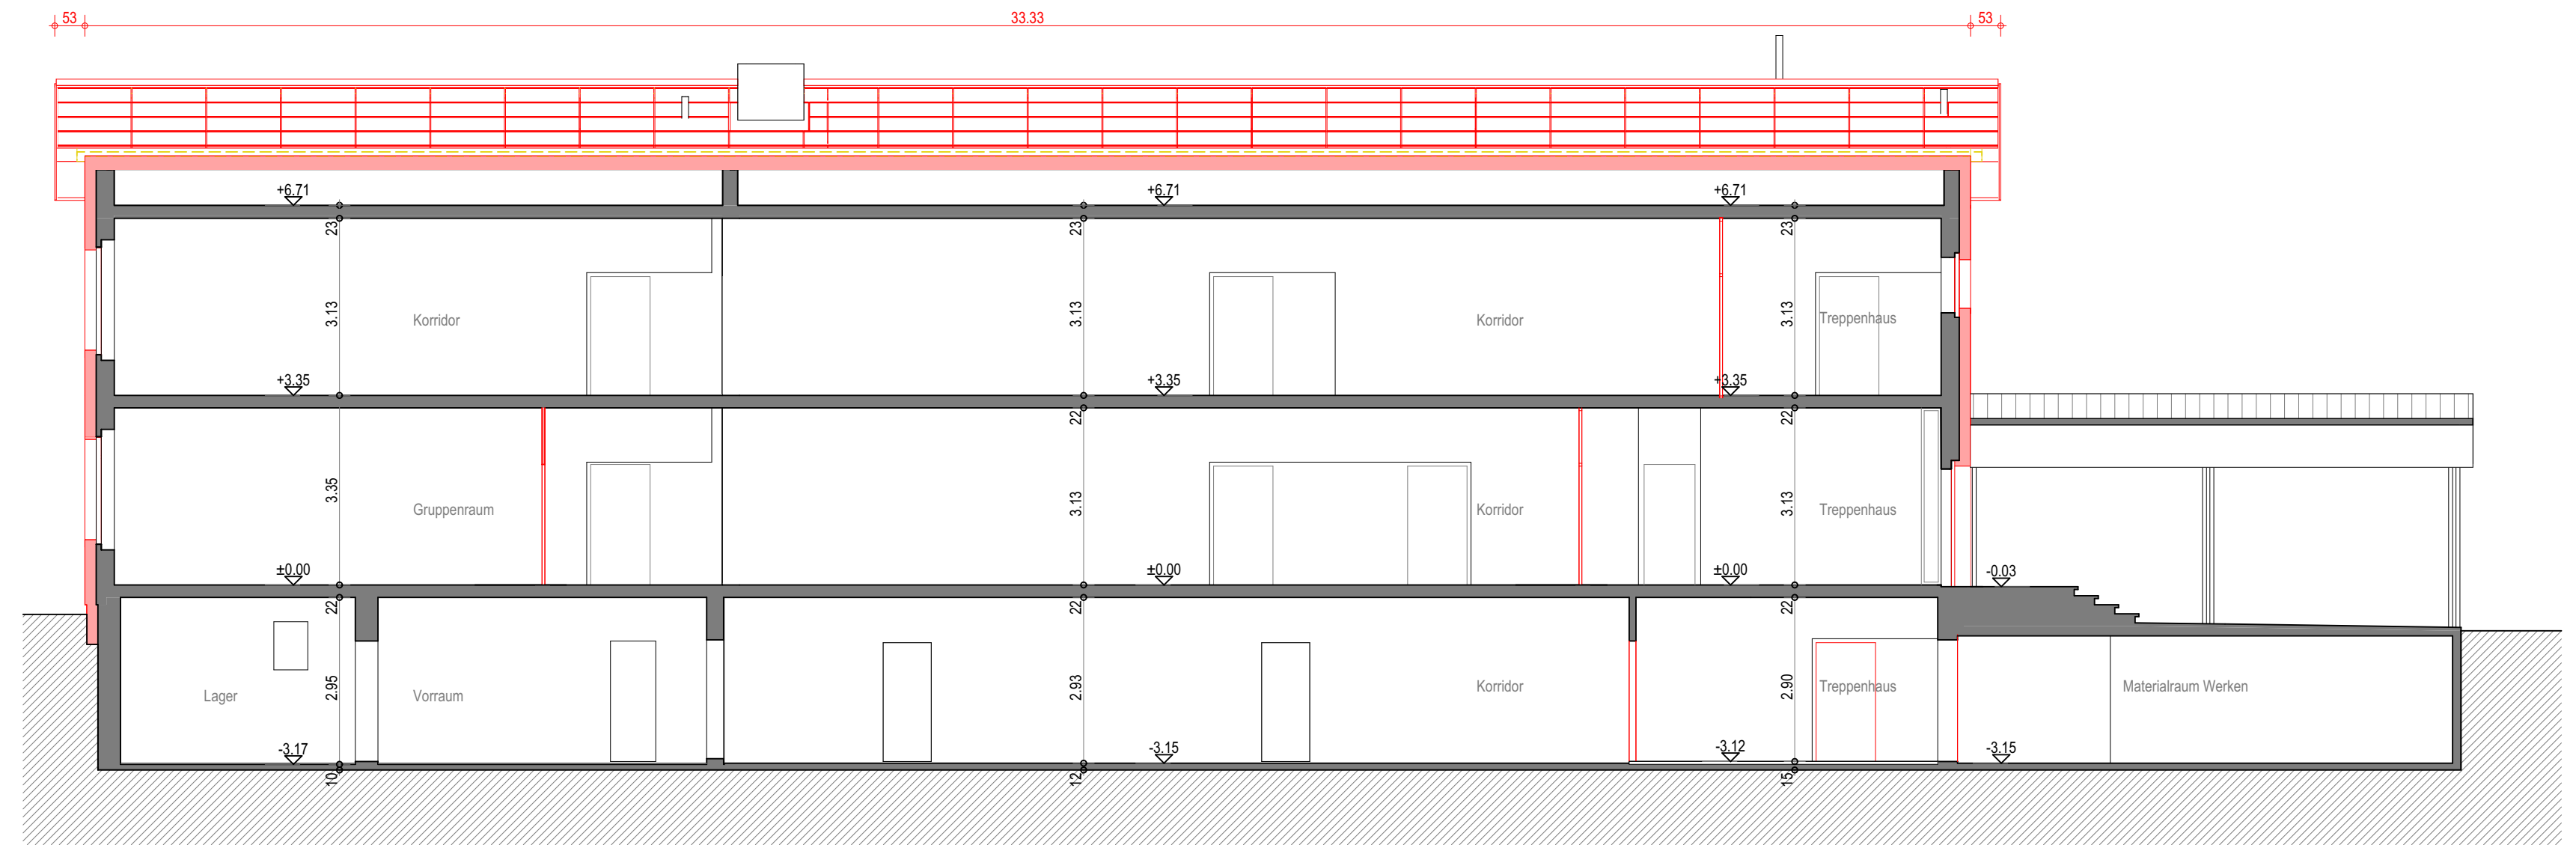 53 33.33 53
+6.71 +6.71 +6.71
23 23 23
3.13 3.13 3.13
Korridor Korridor Treppenhaus
+3.35 +3.35 +3.35
22 22
3.35 3.13 3.13
Gruppenraum Korridor Treppenhaus
±0.00 ±0.00 ±0.00 -0.03
22 22 22
2.95 2.93 2.90
Lager Vorraum Korridor Treppenhaus Materialraum Werken
-3.17 -3.15 -3.12 -3.15
10 12 15